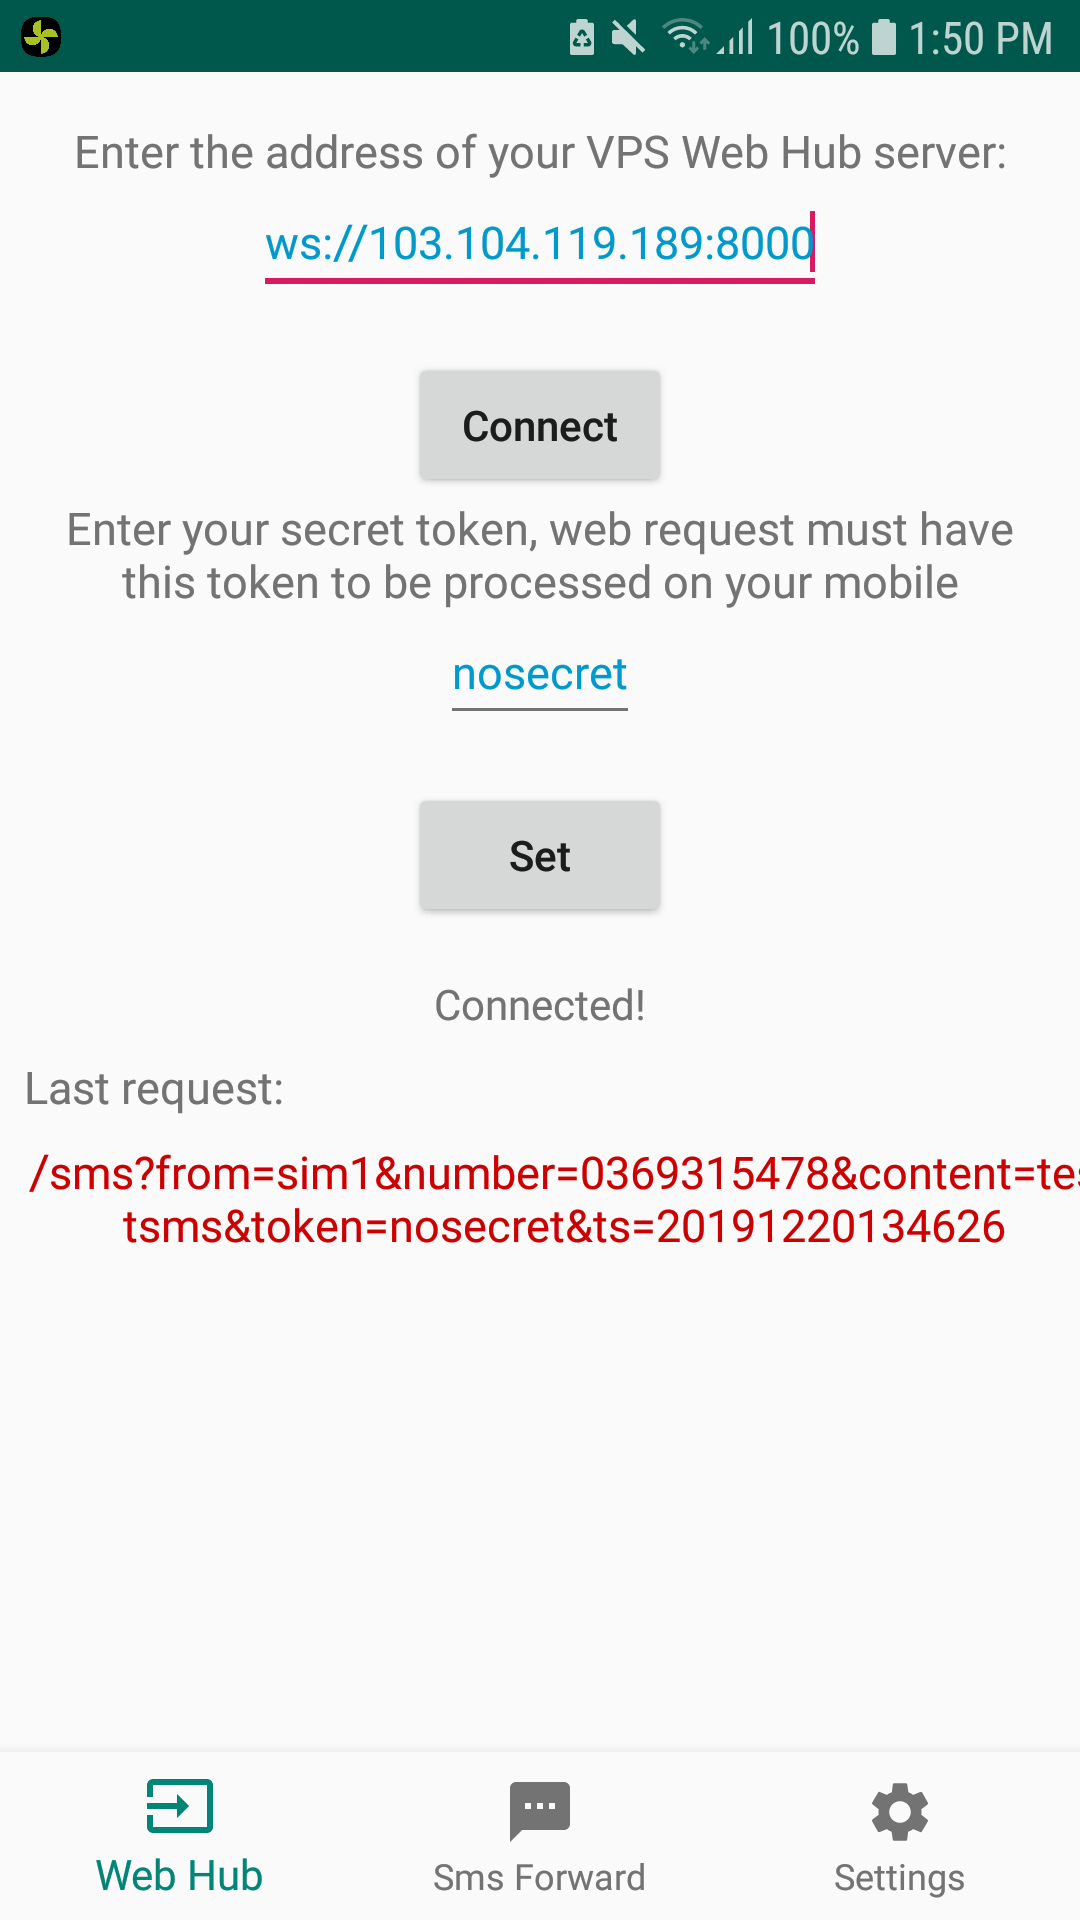 100% 1:50 PM
Enter the address of your VPS Web Hub server:
ws://103.104.119.189:8000
Connect
Enter your secret token, web request must have
this token to be processed on your mobile
nosecret
Set
Connected!
Last request:
/sms?from=sim1&number=0369315478&content=tes
tsms&token=nosecret&ts=20191220134626
Web Hub
Sms Forward
Settings